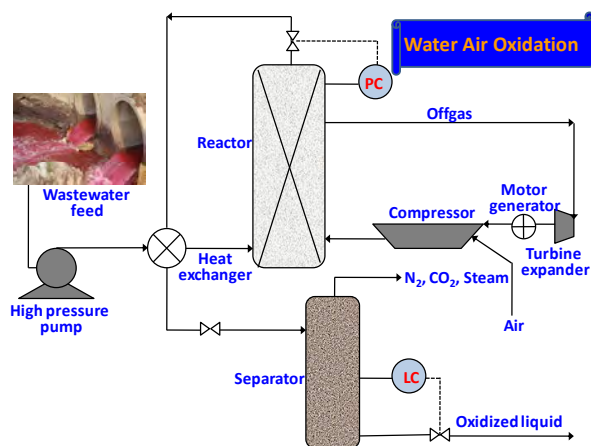 Water Air Oxidation
PC
Offgas
Reactor
Wastewater
feed
Motor
generator
Compressor
Heat
exchanger
Turbine
expander
High pressure
pump
N₂, CO₂, Steam
Air
Separator
LC
Oxidized liquid